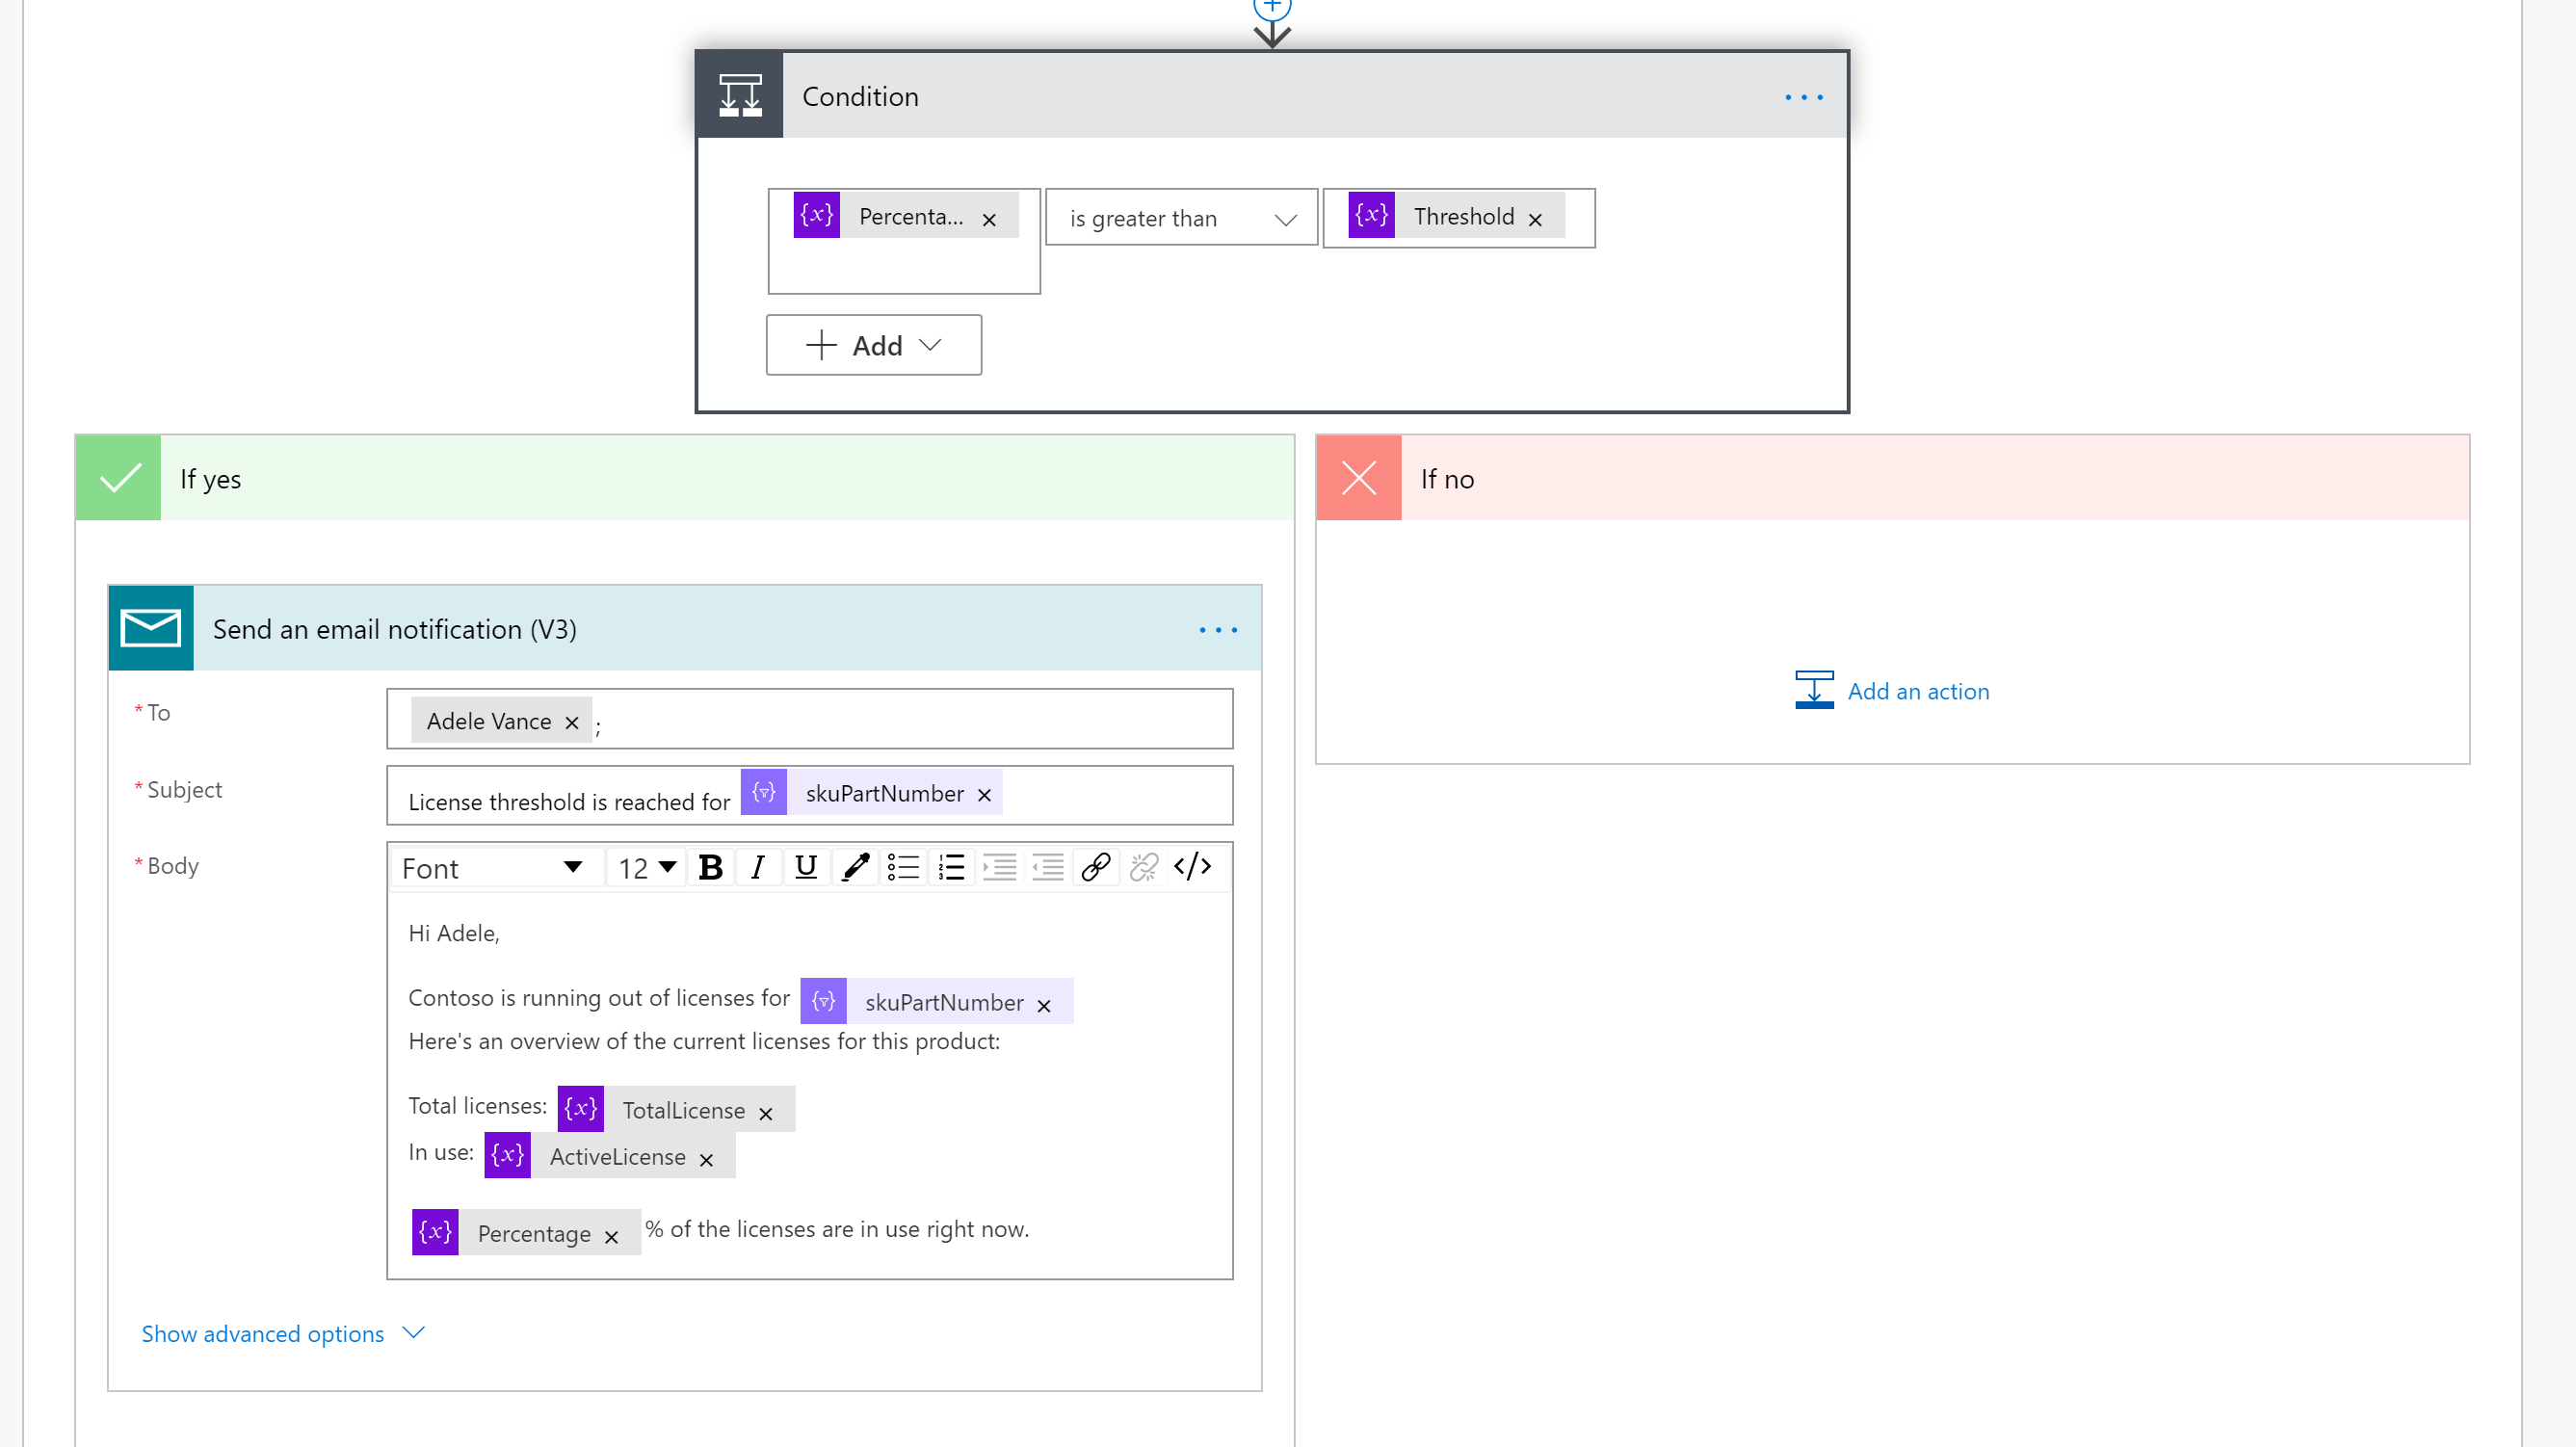 Condition
{x} Percenta... × is greater than {x} Threshold ×
+ Add
If yes
If no
Send an email notification (V3)
* To Adele Vance × ;
Add an action
* Subject License threshold is reached for skuPartNumber ×
* Body Font 12 B I U </>
Hi Adele,
Contoso is running out of licenses for skuPartNumber ×
Here's an overview of the current licenses for this product:
Total licenses: {x} TotalLicense ×
In use: {x} ActiveLicense ×
{x} Percentage × % of the licenses are in use right now.
Show advanced options